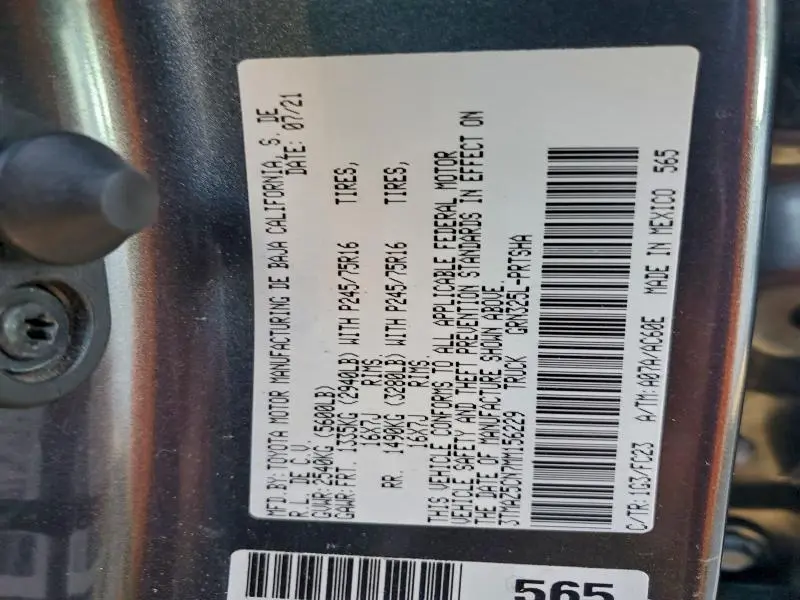 MFD.BY: TOYOTA MOTOR MANUFACTURING DE BAJA CALIFORNIA, S. DE
R.L. DE C.V. DATE: 07/21
GVWR: 2540KG (5600LB)
GAWR: FRT. 1335KG (2940LB) WITH P245/75R16 TIRES,
16X7J RIMS.
RR. 1490KG (3280LB) WITH P245/75R16 TIRES,
16X7J RIMS.
THIS VEHICLE CONFORMS TO ALL APPLICABLE FEDERAL MOTOR
VEHICLE SAFETY AND THEFT PREVENTION STANDARDS IN EFFECT ON
THE DATE OF MANUFACTURE SHOWN ABOVE.
3TMAZ5CN7MM156229 TRUCK GRN325L-PRTSHA
C/TR: 1G3/FC23 A/TM: A07A/AC60E MADE IN MEXICO 565
565